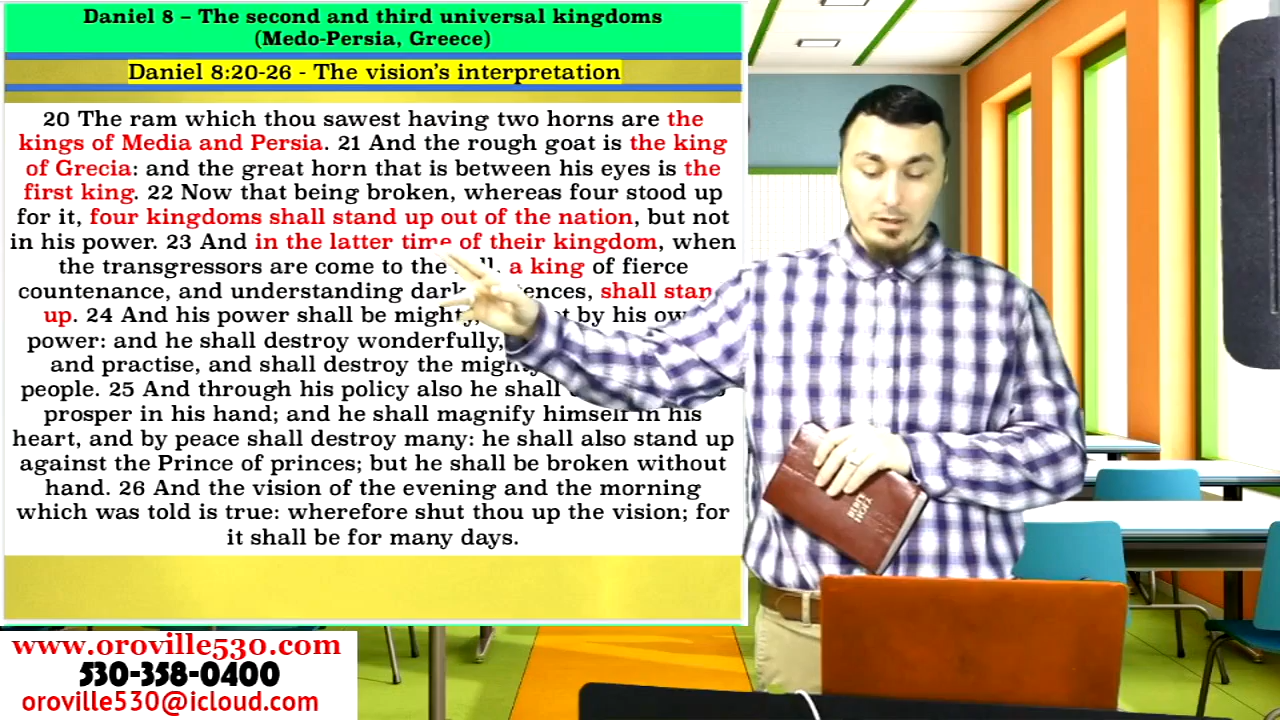 Daniel 8 – The second and third universal kingdoms
(Medo-Persia, Greece)
Daniel 8:20-26 - The vision's interpretation
20 The ram which thou sawest having two horns are the
kings of Media and Persia. 21 And the rough goat is the king
of Grecia: and the great horn that is between his eyes is the
first king. 22 Now that being broken, whereas four stood up
for it, four kingdoms shall stand up out of the nation, but not
in his power. 23 And in the latter time of their kingdom, when
the transgressors are come to the a king of fierce
countenance, and understanding dark shall
. 24 And his power shall be mighty, by his
power: and he shall destroy wonderfully,
and practise, and shall destroy the
people. 25 And through his policy also he shall
prosper in his hand; and he shall magnify himself in his
heart, and by peace shall destroy many: he shall also stand up
against the Prince of princes; but he shall be broken without
hand. 26 And the vision of the evening and the morning
which was told is true: wherefore shut thou up the vision; for
it shall be for many days.
www.oroville530.com
530-358-0400
oroville530@icloud.com